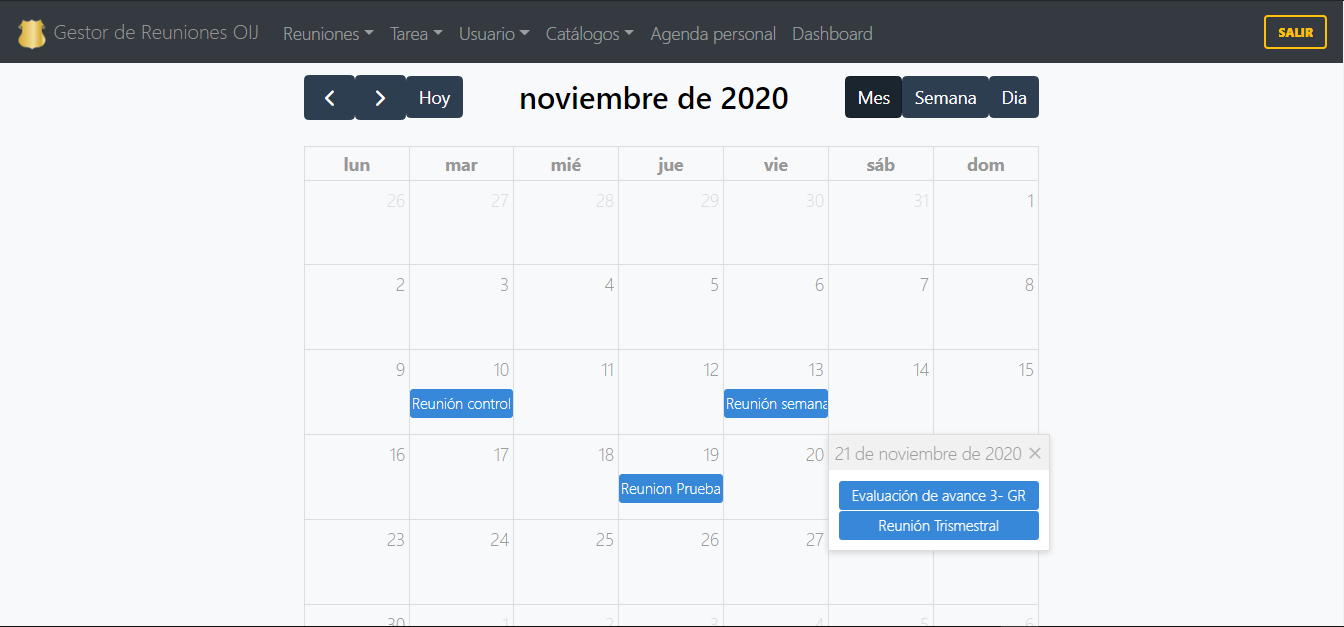 Gestor de Reuniones OIJ Reuniones Tarea Usuario Catálogos Agenda personal Dashboard SALIR
Hoy noviembre de 2020 Mes Semana Dia
lun mar mié jue vie sáb dom
26 27 28 29 30 31 1
2 3 4 5 6 7 8
9 10 11 12 13 14 15
Reunión control Reunión semana
16 17 18 19 20 21 de noviembre de 2020
Reunion Prueba Evaluación de avance 3- GR
Reunión Trismestral
23 24 25 26 27
30 1 2 3 4 5 6